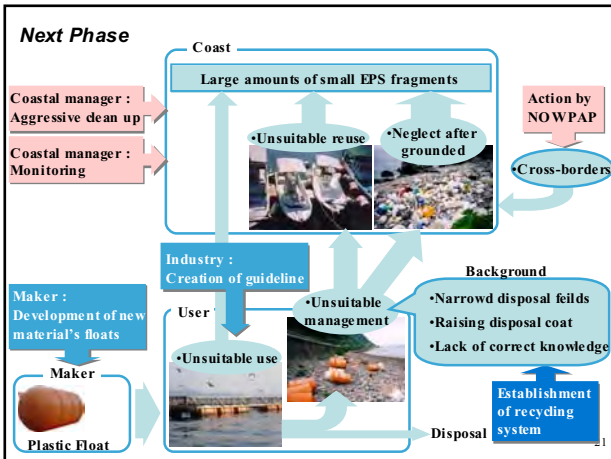 Next Phase
Coast
Large amounts of small EPS fragments
Coastal manager :
Aggressive clean up
Coastal manager :
Monitoring
•Unsuitable reuse
•Neglect after
grounded
Action by
NOWPAP
•Cross-borders
Industry :
Creation of guideline
Maker :
Development of new
material's floats
User
•Unsuitable
management
•Unsuitable use
Background
•Narrowd disposal feilds
•Raising disposal coat
•Lack of correct knowledge
Maker
Plastic Float
Disposal
Establishment
of recycling
system
21